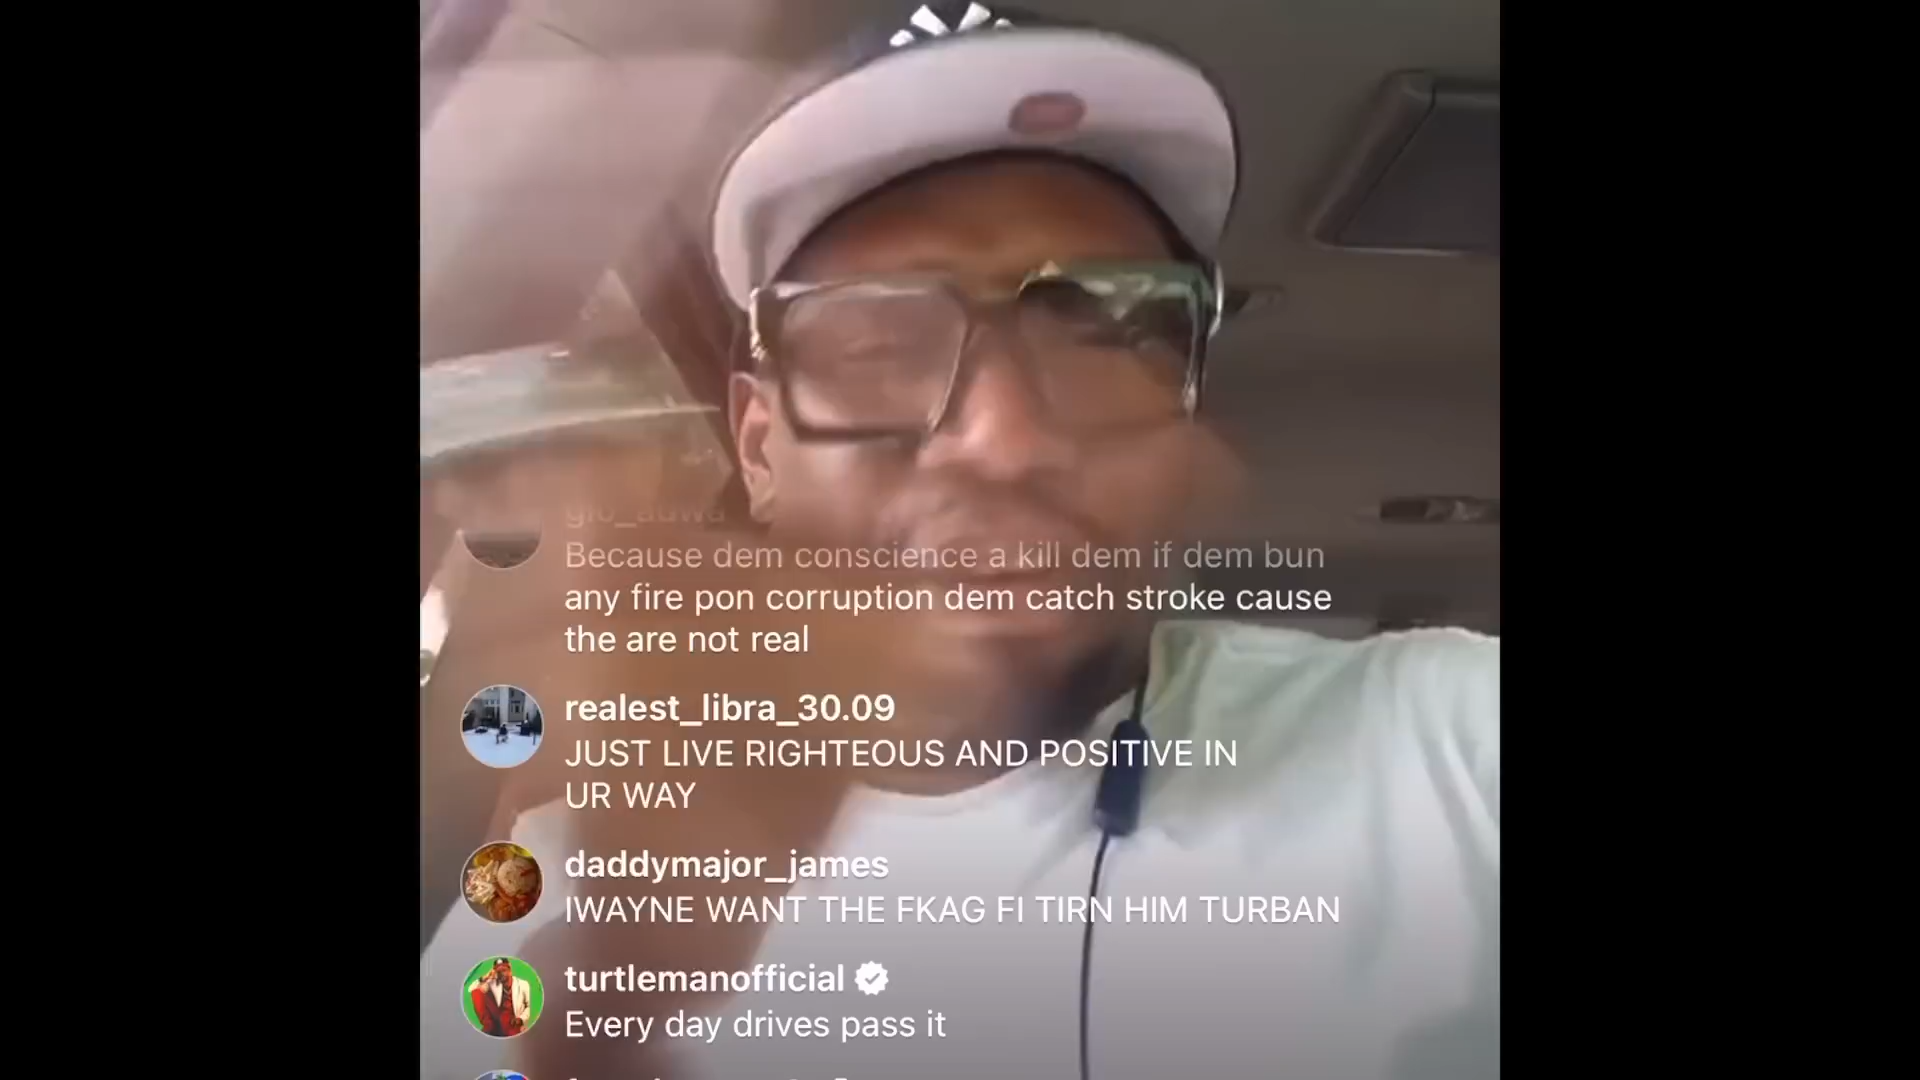 Because dem conscience a kill dem if dem bun
any fire pon corruption dem catch stroke cause
the are not real
realest_libra_30.09
JUST LIVE RIGHTEOUS AND POSITIVE IN
UR WAY
daddymajor_james
IWAYNE WANT THE FKAG FI TIRN HIM TURBAN
turtlemanofficial
Every day drives pass it